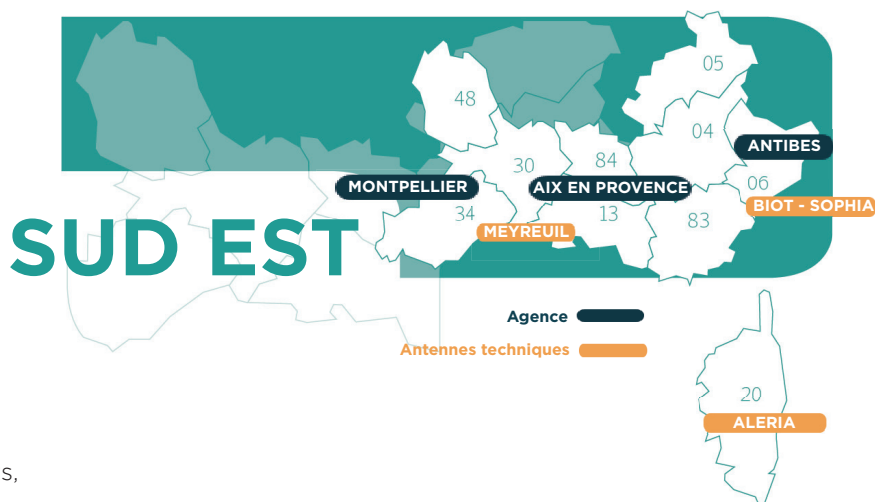 05
48
04
ANTIBES
30
84
06
MONTPELLIER
AIX EN PROVENCE
BIOT - SOPHIA
34
13
83
MEYREUIL
SUD EST
Agence
Antennes techniques
20
ALERIA
s,